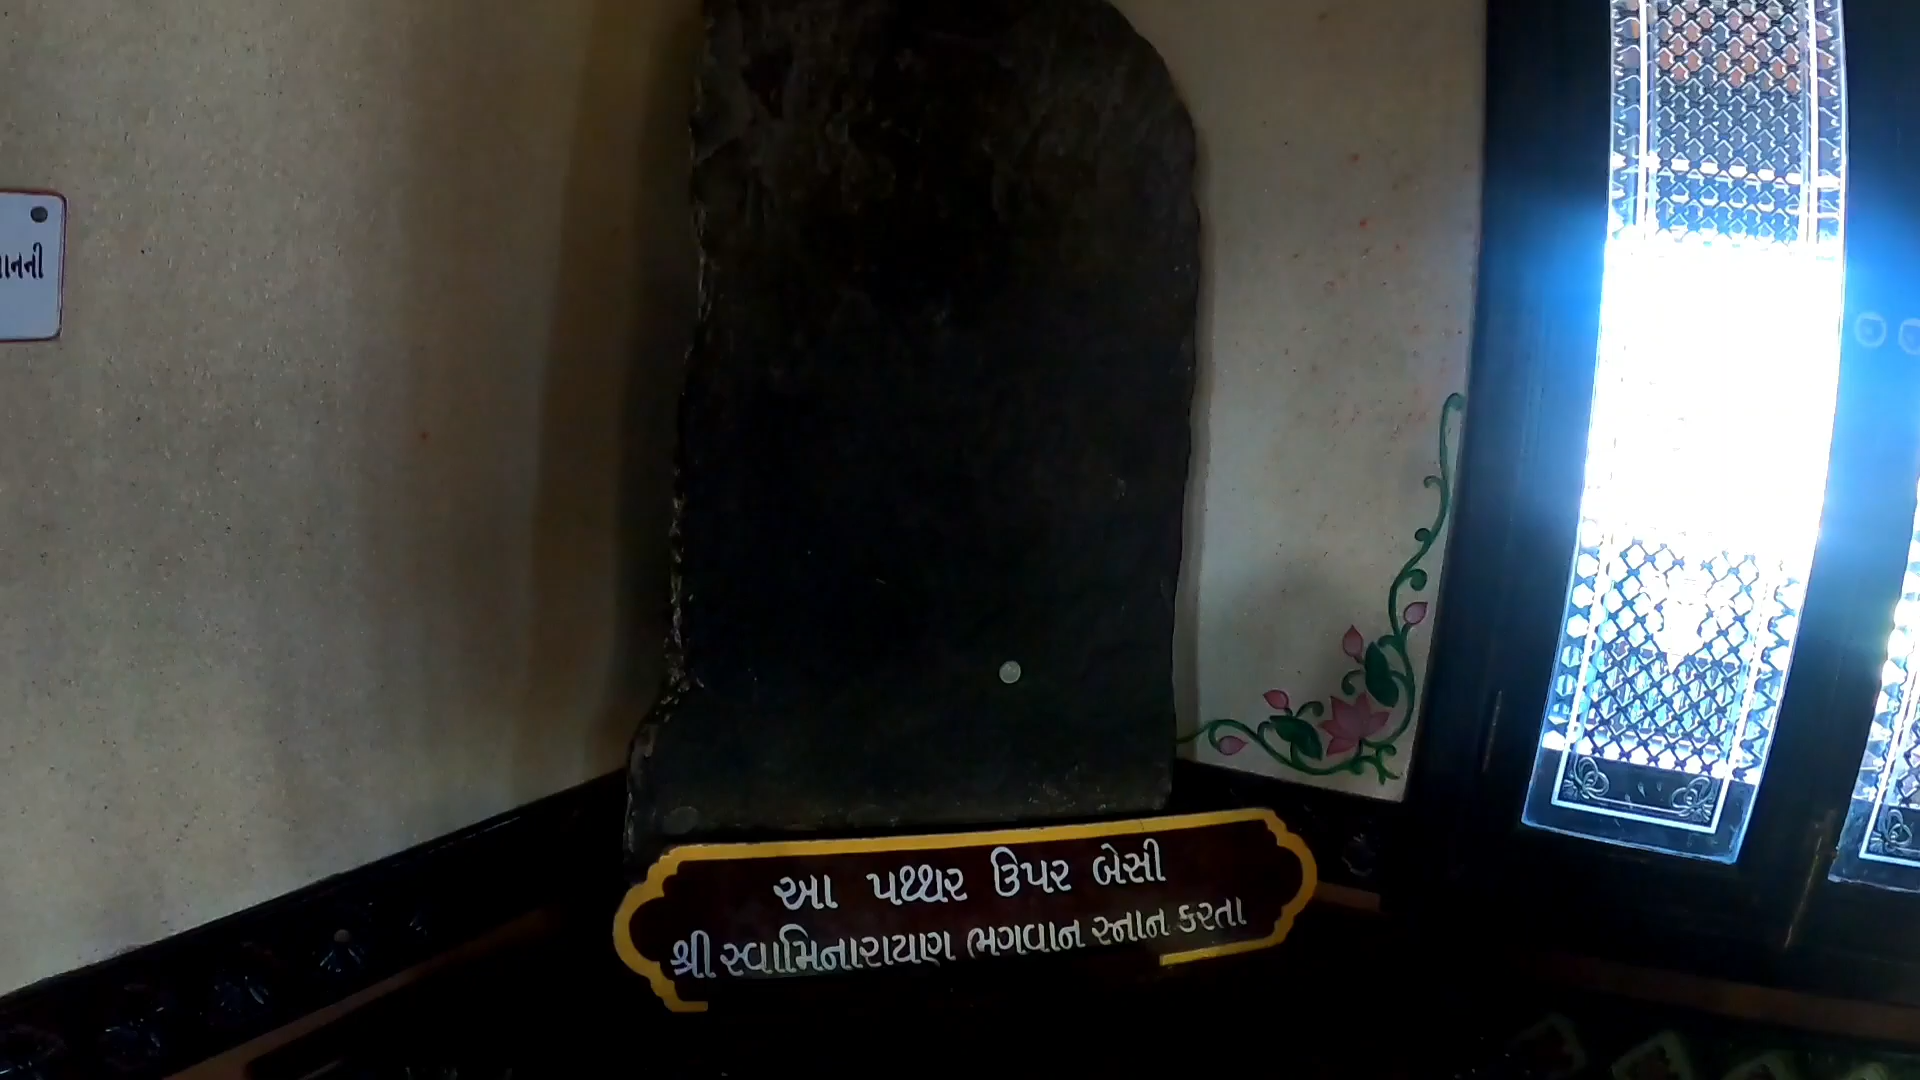 આ પથ્થર ઉપર બેસી
શ્રી સ્વામિનારાયણ ભગવાન સ્નાન કરતા